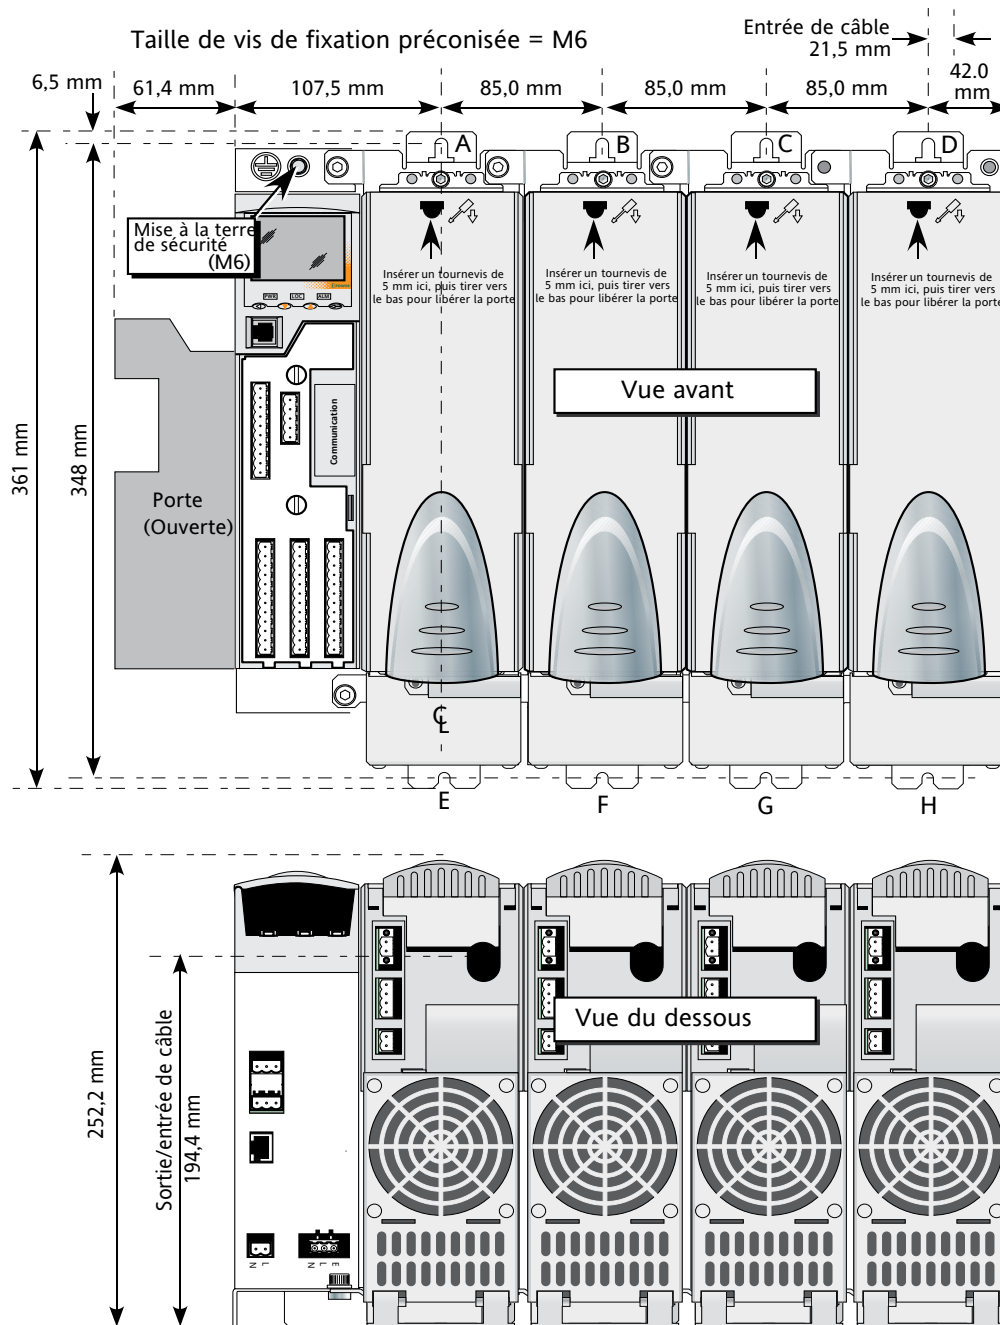 Taille de vis de fixation préconisée = M6
Entrée de câble
21,5 mm
6,5 mm
61,4 mm
107,5 mm
85,0 mm
85,0 mm
85,0 mm
42.0
mm
A
B
C
D
Mise à la terre
de sécurité
(M6)
Insérer un tournevis de
5 mm ici, puis tirer vers
le bas pour libérer la porte
Insérer un tournevis de
5 mm ici, puis tirer vers
le bas pour libérer la porte
Insérer un tournevis de
5 mm ici, puis tirer vers
le bas pour libérer la porte
Insérer un tournevis de
5 mm ici, puis tirer vers
le bas pour libérer la porte
PWR
LOC
ALM
Vue avant
Communication
361 mm
348 mm
Porte
(Ouverte)
CL
E
F
G
H
Vue du dessous
252,2 mm
Sortie/entrée de câble
194,4 mm
N
L
N
L
E